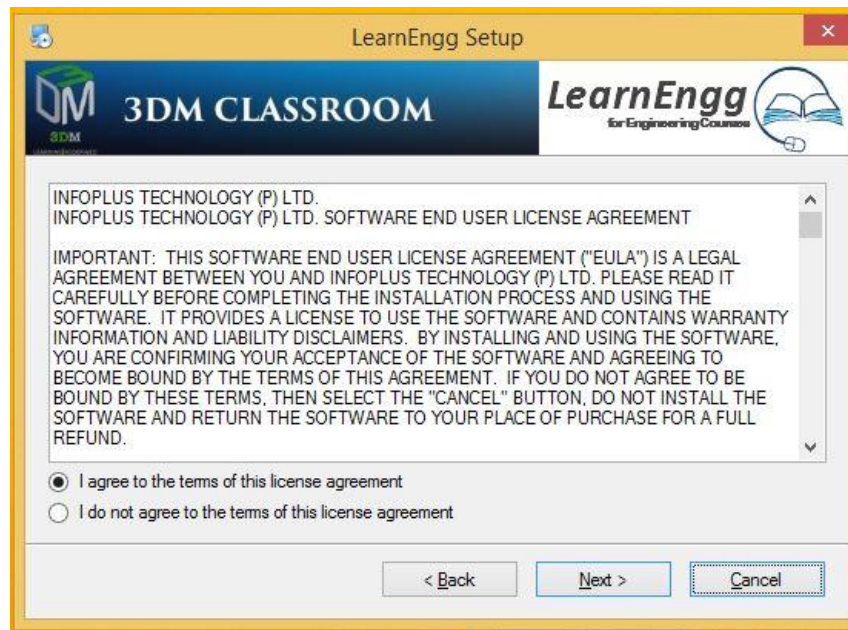 LearnEngg Setup
3DM
3DM CLASSROOM
LearnEngg
for Engineering Courses
INFOPLUS TECHNOLOGY (P) LTD.
INFOPLUS TECHNOLOGY (P) LTD. SOFTWARE END USER LICENSE AGREEMENT
IMPORTANT: THIS SOFTWARE END USER LICENSE AGREEMENT ("EULA") IS A LEGAL
AGREEMENT BETWEEN YOU AND INFOPLUS TECHNOLOGY (P) LTD. PLEASE READ IT
CAREFULLY BEFORE COMPLETING THE INSTALLATION PROCESS AND USING THE
SOFTWARE. IT PROVIDES A LICENSE TO USE THE SOFTWARE AND CONTAINS WARRANTY
INFORMATION AND LIABILITY DISCLAIMERS. BY INSTALLING AND USING THE SOFTWARE,
YOU ARE CONFIRMING YOUR ACCEPTANCE OF THE SOFTWARE AND AGREEING TO
BECOME BOUND BY THE TERMS OF THIS AGREEMENT. IF YOU DO NOT AGREE TO BE
BOUND BY THESE TERMS, THEN SELECT THE "CANCEL" BUTTON, DO NOT INSTALL THE
SOFTWARE AND RETURN THE SOFTWARE TO YOUR PLACE OF PURCHASE FOR A FULL
REFUND.
I agree to the terms of this license agreement
I do not agree to the terms of this license agreement
< Back
Next >
Cancel